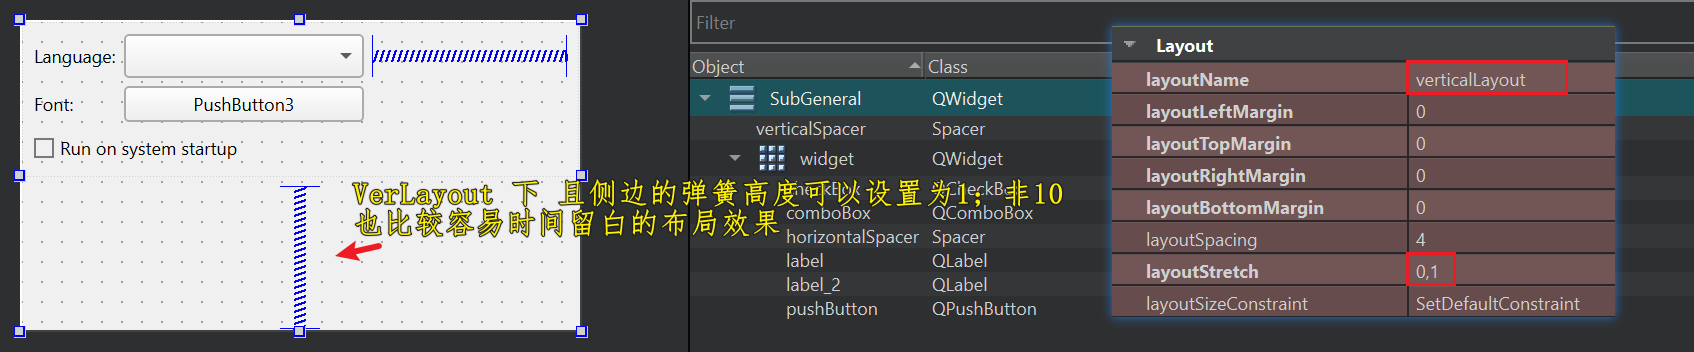 Language:
Font:
PushButton3
Run on system startup
VerLayout 下 且侧边的弹簧高度可以设置为1；非10
也比较容易时间留白的布局效果
Filter
Object Class
SubGeneral QWidget
verticalSpacer Spacer
widget QWidget
comboBox QComboBox
horizontalSpacer Spacer
label QLabel
label_2 QLabel
pushButton QPushButton
Layout
layoutName verticalLayout
layoutLeftMargin 0
layoutTopMargin 0
layoutRightMargin 0
layoutBottomMargin 0
layoutSpacing 4
layoutStretch 0,1
layoutSizeConstraint SetDefaultConstraint